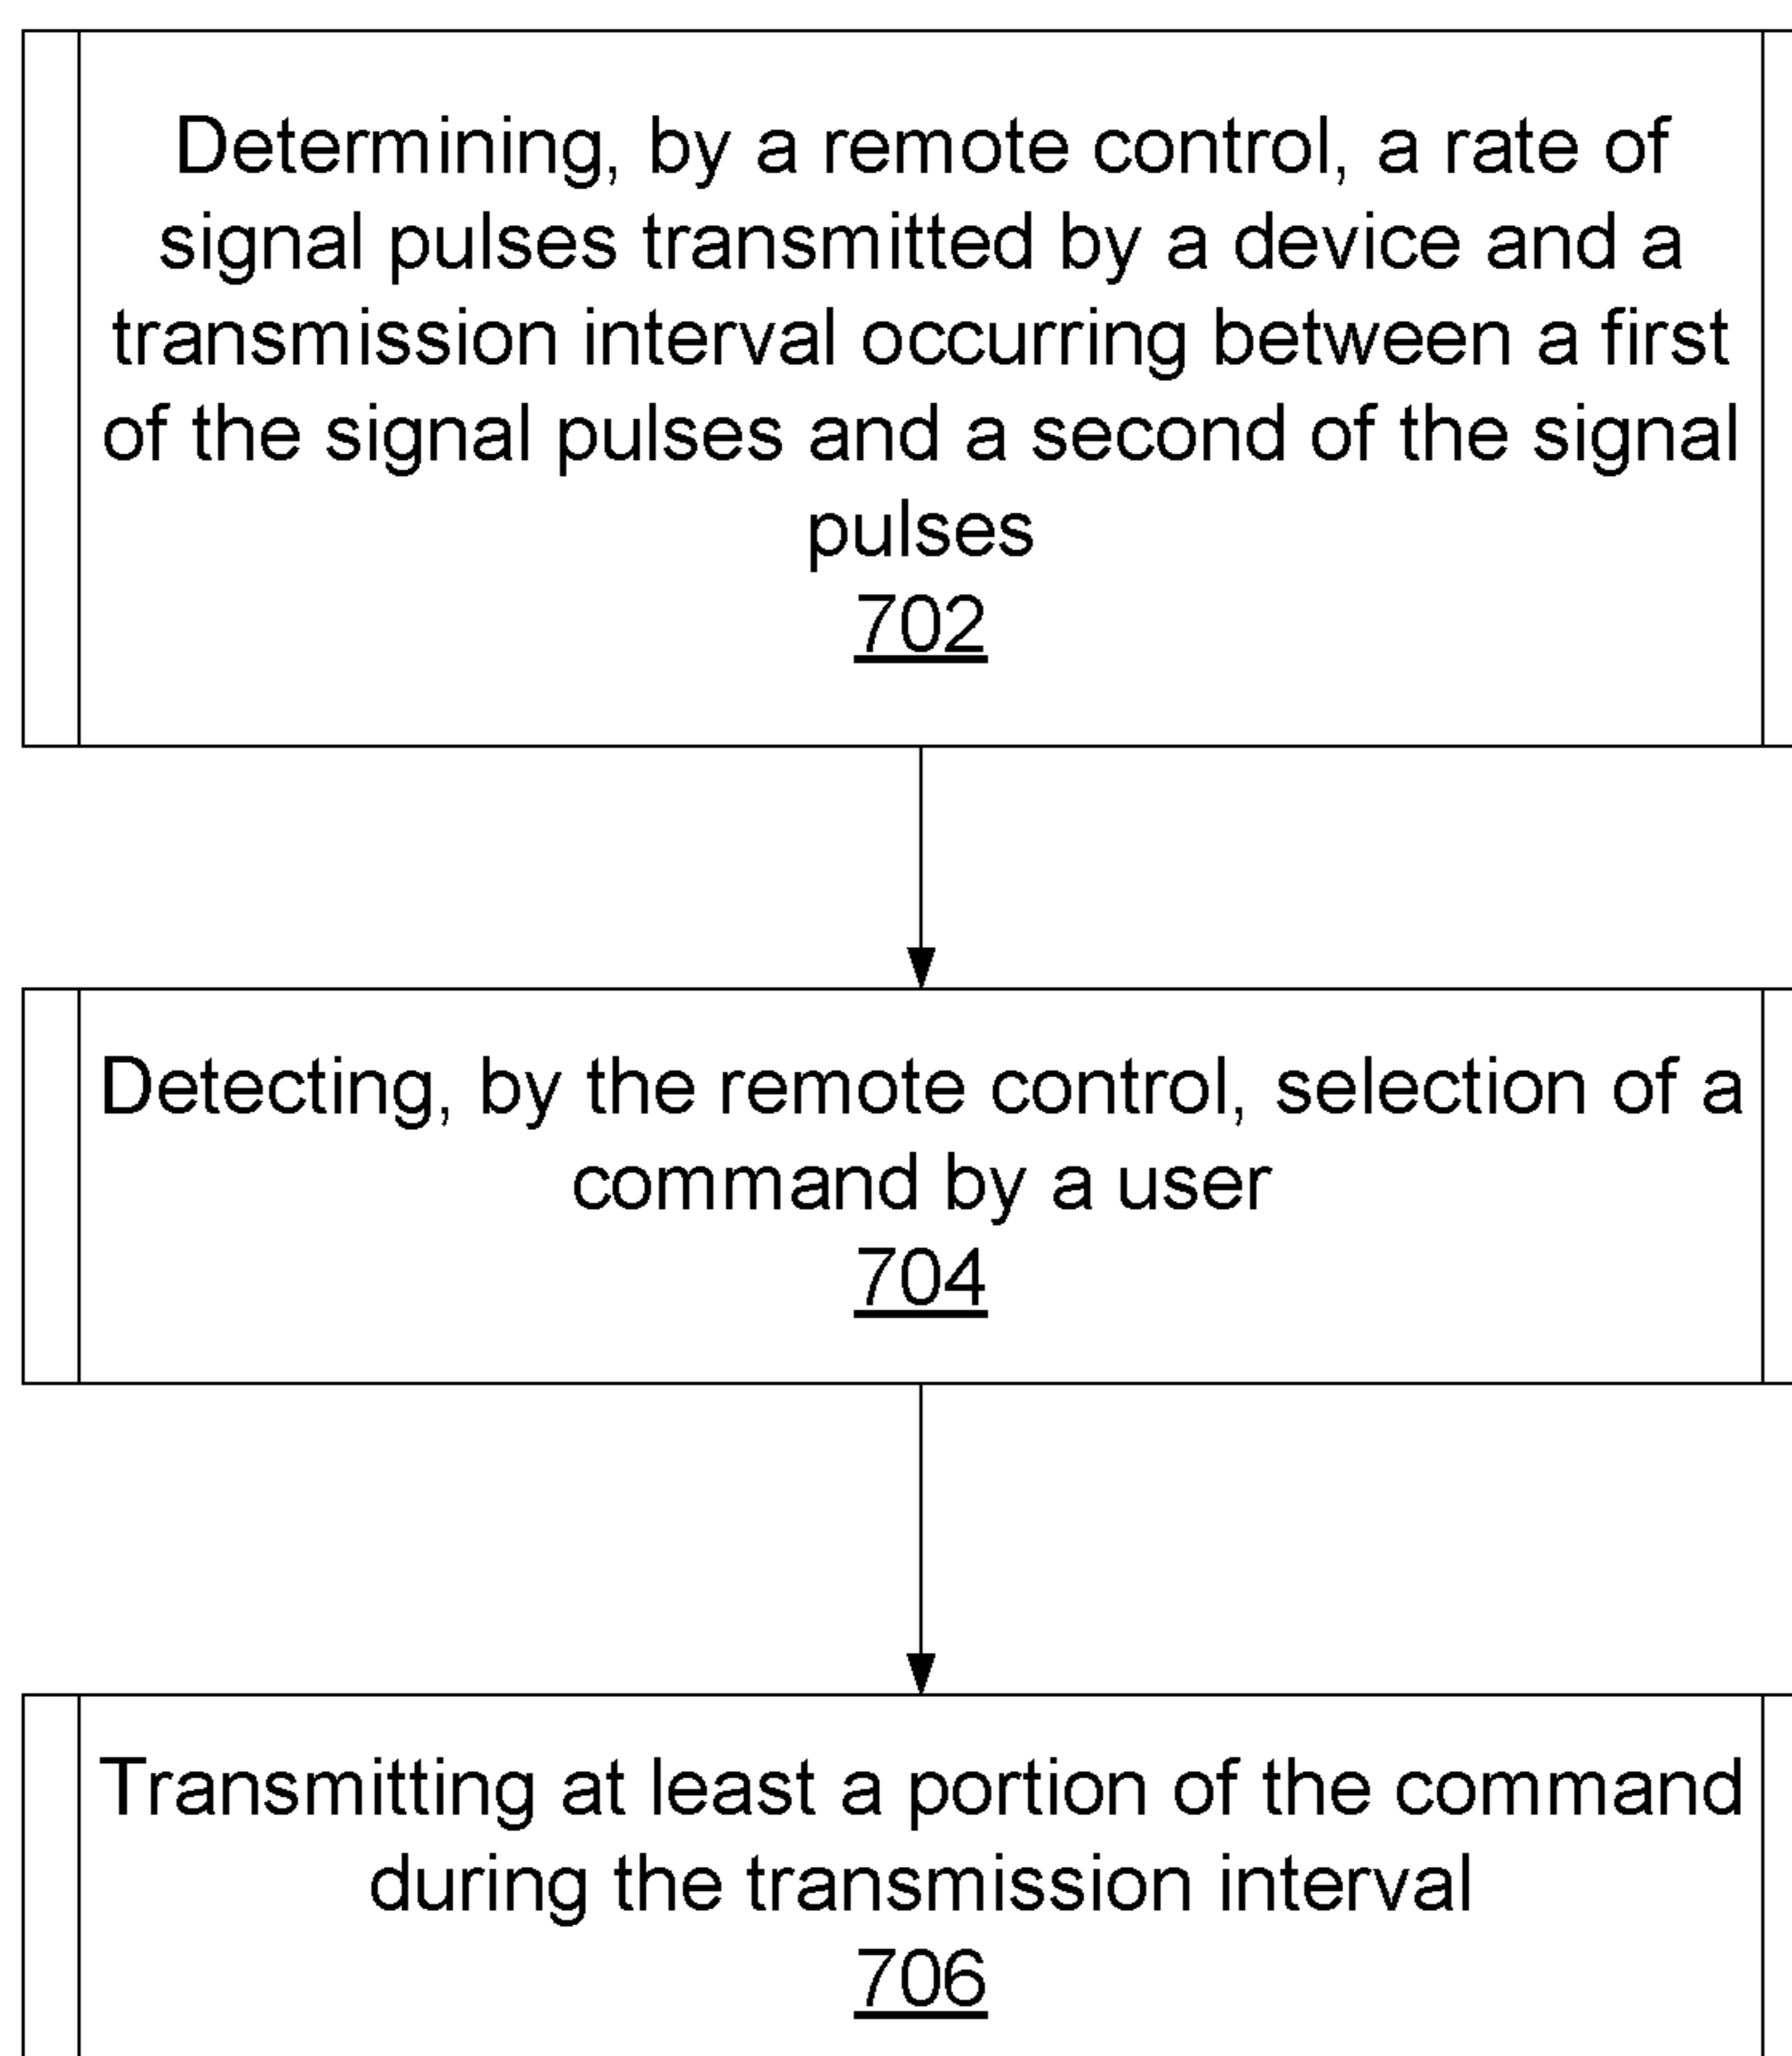 Determining, by a remote control, a rate of
signal pulses transmitted by a device and a
transmission interval occurring between a first
of the signal pulses and a second of the signal
pulses
702
Detecting, by the remote control, selection of a
command by a user
704
Transmitting at least a portion of the command
during the transmission interval
706